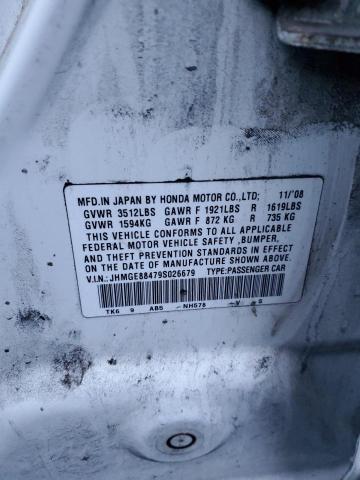 MFD.IN JAPAN BY HONDA MOTOR CO.,LTD; 11/'08
GVWR 3512LBS GAWR F 1921LBS R 1619LBS
GVWR 1594KG GAWR F 872 KG R 735 KG
THIS VEHICLE CONFORMS TO ALL APPLICABLE
FEDERAL MOTOR VEHICLE SAFETY ,BUMPER,
AND THEFT PREVENTION STANDARDS IN EFFECT
ON THE DATE OF MANUFACTURE SHOWN ABOVE.
V.I.N.: JHMGE88479S026679 TYPE:PASSENGER CAR
TK6 9 AB5 -NH578 -V S